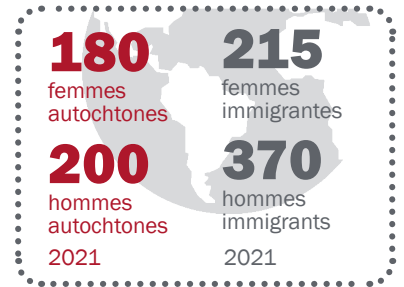 180
femmes
autochtones
200
hommes
autochtones
2021
215
femmes
immigrantes
370
hommes
immigrants
2021